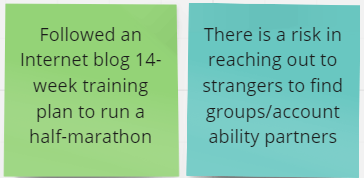 Followed an
Internet blog 14-
week training
plan to run a
half-marathon
There is a risk in
reaching out to
strangers to find
groups/account
ability partners